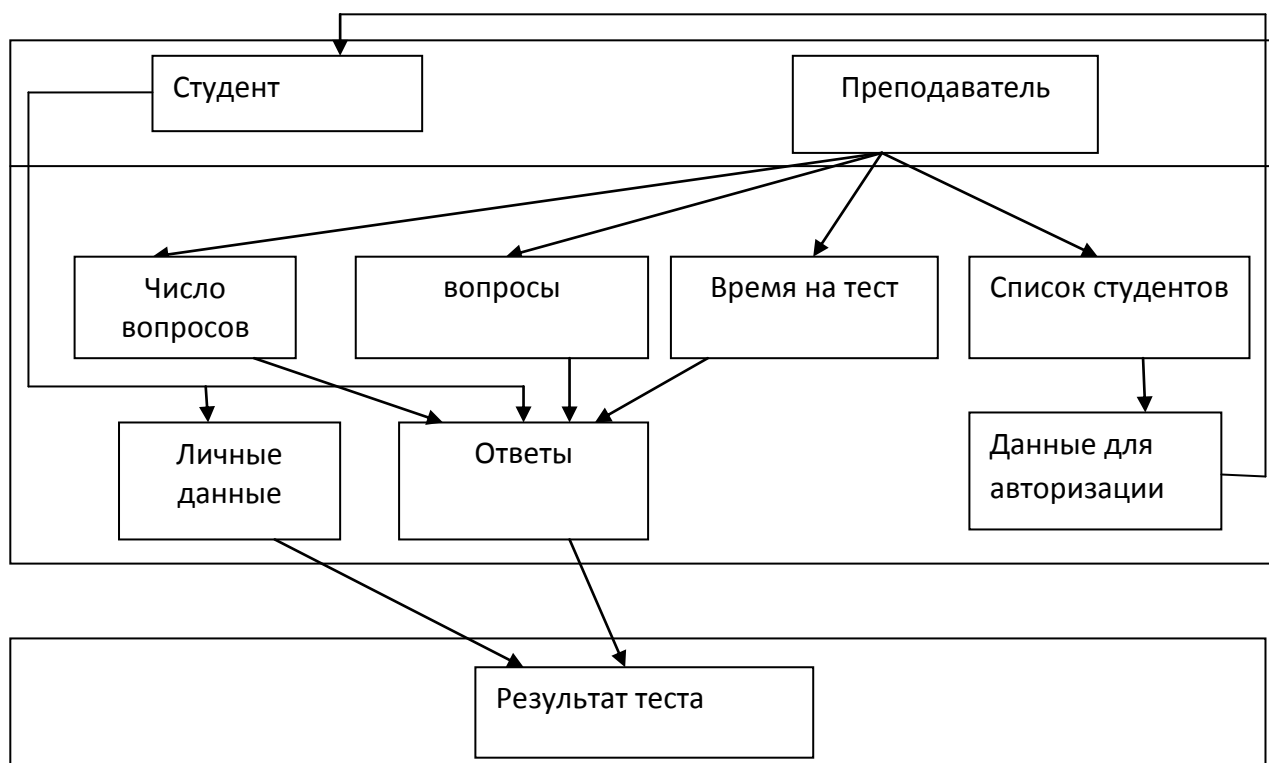 Студент
Преподаватель
Число
вопросов
вопросы
Время на тест
Список студентов
Личные
данные
Ответы
Данные для
авторизации
Результат теста